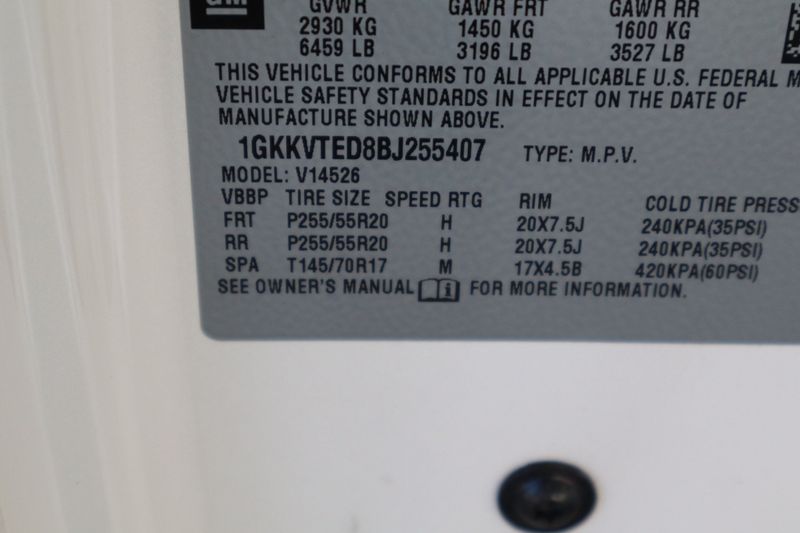 GM
GVWR GAWR FRT GAWR RR
2930 KG 1450 KG 1600 KG
6459 LB 3196 LB 3527 LB
THIS VEHICLE CONFORMS TO ALL APPLICABLE U.S. FEDERAL M
VEHICLE SAFETY STANDARDS IN EFFECT ON THE DATE OF
MANUFACTURE SHOWN ABOVE.
1GKKVTED8BJ255407 TYPE: M.P.V.
MODEL: V14526
VBBP TIRE SIZE SPEED RTG RIM COLD TIRE PRESS
FRT P255/55R20 H 20X7.5J 240KPA(35PSI)
RR P255/55R20 H 20X7.5J 240KPA(35PSI)
SPA T145/70R17 M 17X4.5B 420KPA(60PSI)
SEE OWNER'S MANUAL i FOR MORE INFORMATION.